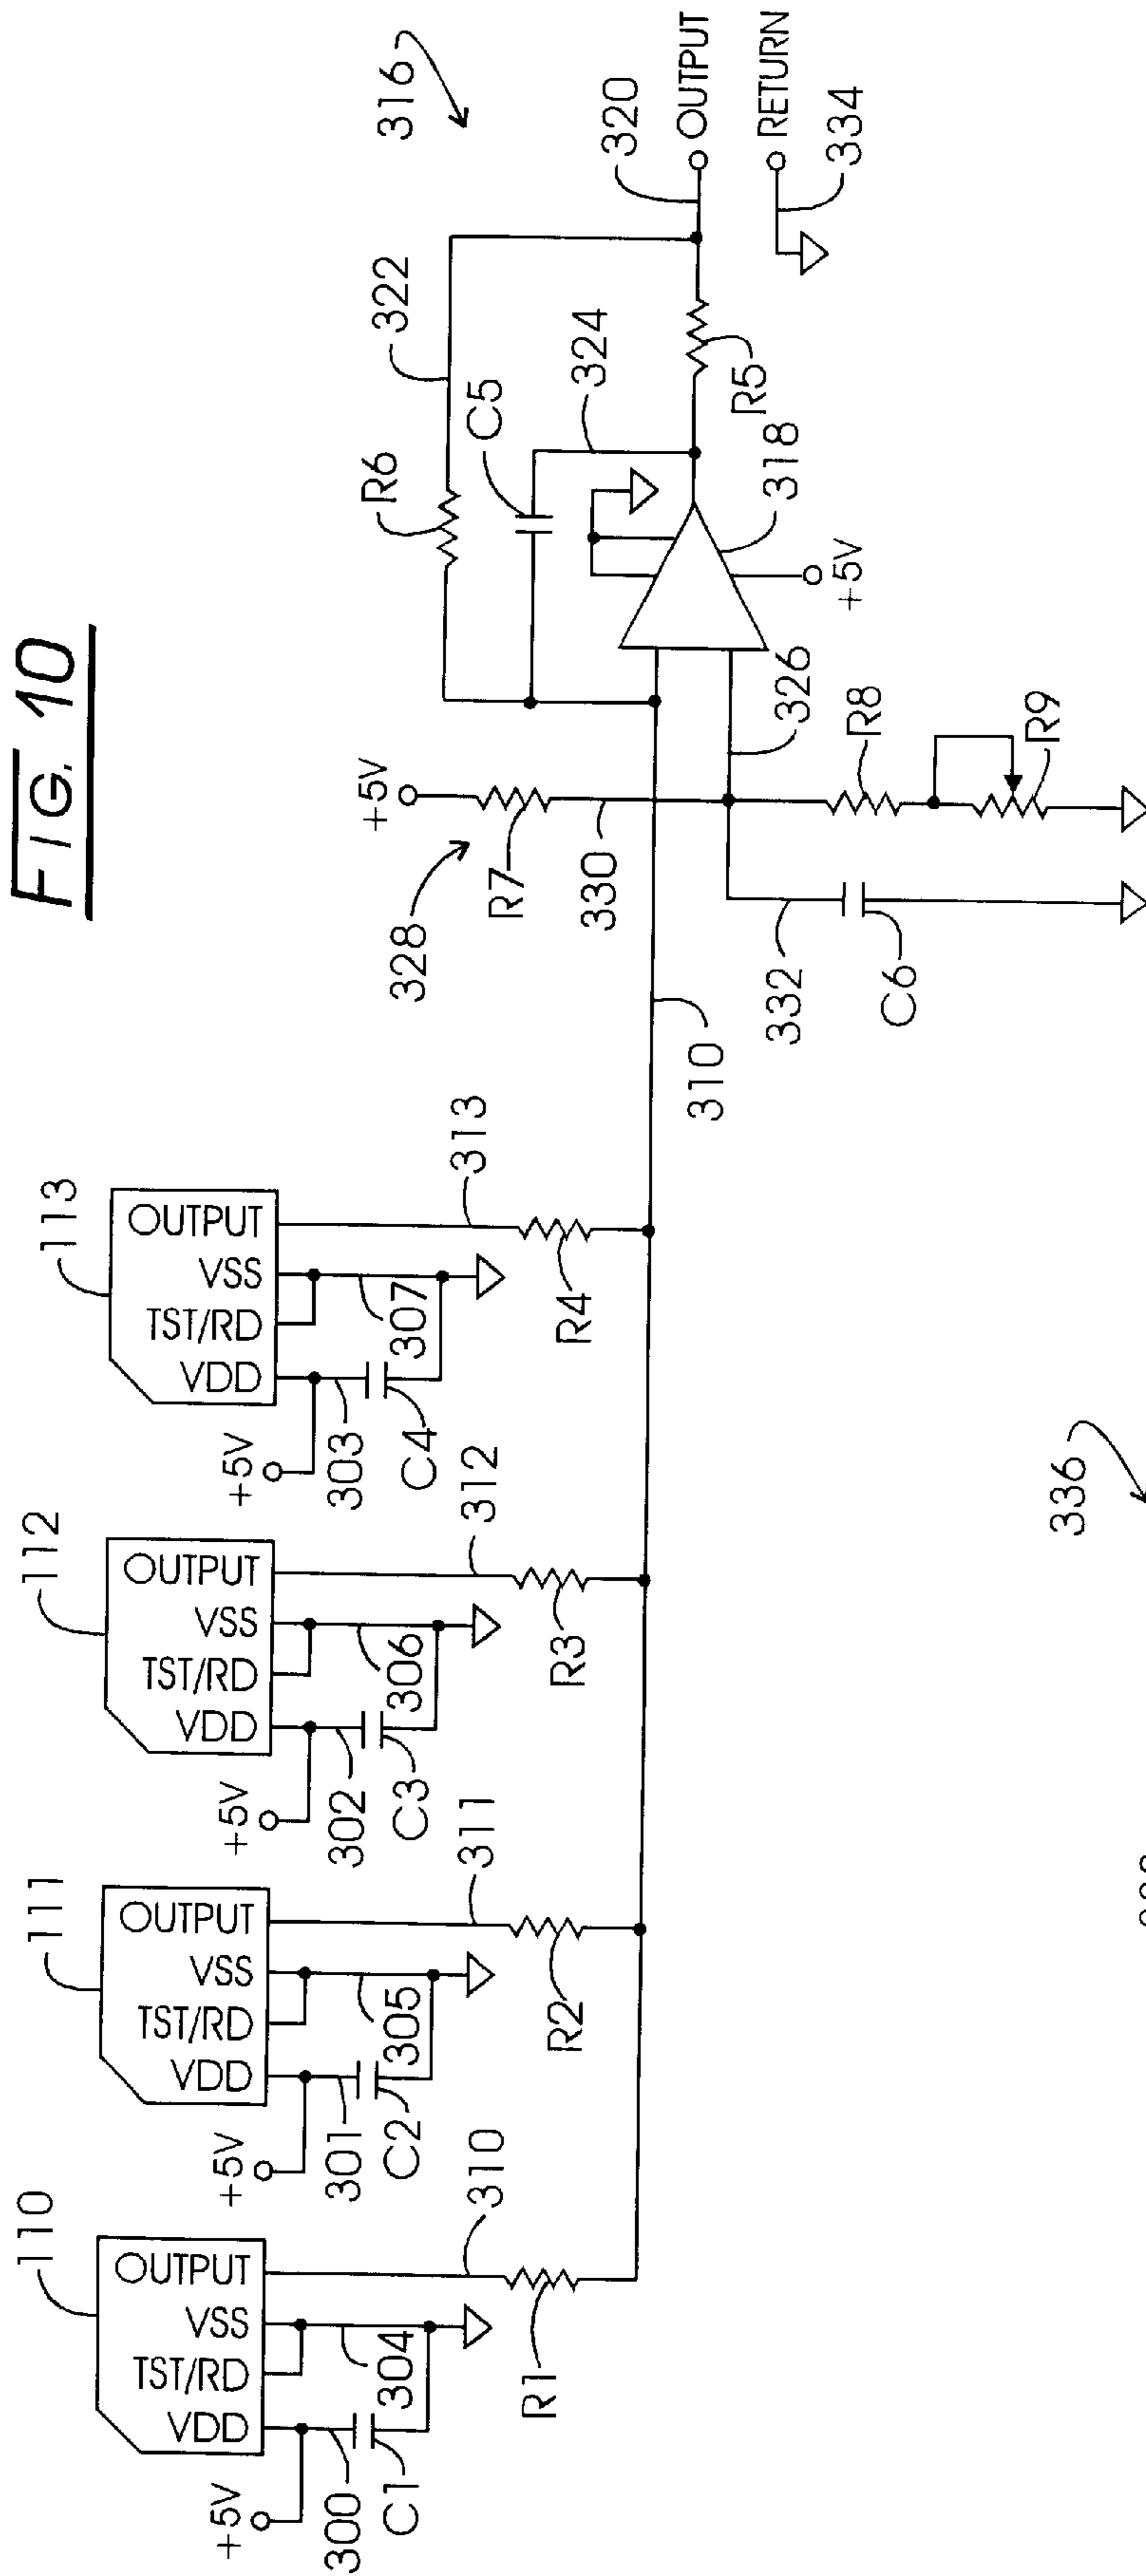 FIG. 10
110
111
112
113
OUTPUT
VSS
TST/RD
VDD
OUTPUT
VSS
TST/RD
VDD
OUTPUT
VSS
TST/RD
VDD
OUTPUT
VSS
TST/RD
VDD
+5V
+5V
+5V
+5V
300
304
C1
310
R1
301
305
C2
311
R2
302
306
C3
312
R3
303
307
C4
313
R4
310
316
328
+5V
R7
330
332
C6
R8
R9
326
R6
322
C5
324
R5
318
+5V
320
OUTPUT
RETURN
334
336